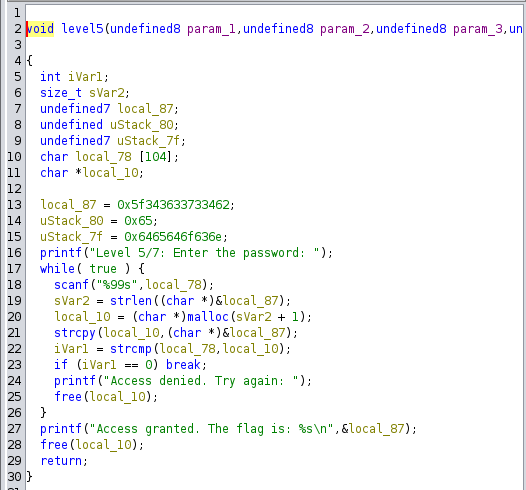 1
2 void level5(undefined8 param_1,undefined8 param_2,undefined8 param_3,un
3
4 {
5   int iVar1;
6   size_t sVar2;
7   undefined7 local_87;
8   undefined uStack_80;
9   undefined7 uStack_7f;
10   char local_78 [104];
11   char *local_10;
12
13   local_87 = 0x5f343633733462;
14   uStack_80 = 0x65;
15   uStack_7f = 0x6465646f636e;
16   printf("Level 5/7: Enter the password: ");
17   while( true ) {
18     scanf("%99s",local_78);
19     sVar2 = strlen((char *)&local_87);
20     local_10 = (char *)malloc(sVar2 + 1);
21     strcpy(local_10,(char *)&local_87);
22     iVar1 = strcmp(local_78,local_10);
23     if (iVar1 == 0) break;
24     printf("Access denied. Try again: ");
25     free(local_10);
26   }
27   printf("Access granted. The flag is: %s\n",&local_87);
28   free(local_10);
29   return;
30 }